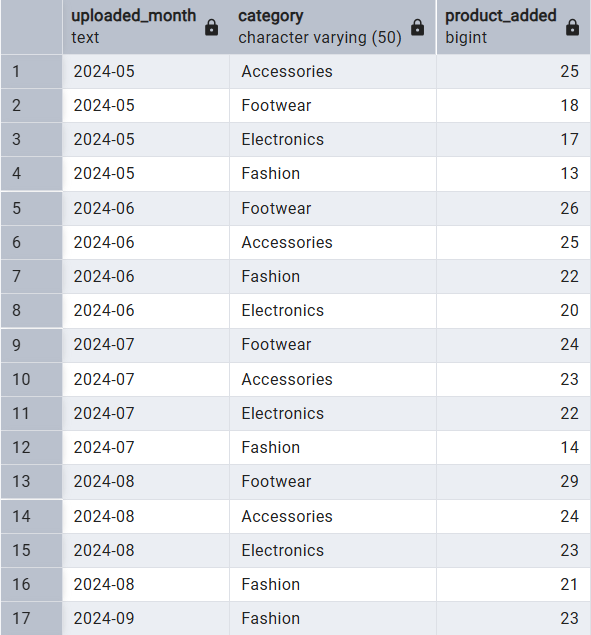 uploaded_month category product_added
text character varying (50) bigint
1 2024-05 Accessories 25
2 2024-05 Footwear 18
3 2024-05 Electronics 17
4 2024-05 Fashion 13
5 2024-06 Footwear 26
6 2024-06 Accessories 25
7 2024-06 Fashion 22
8 2024-06 Electronics 20
9 2024-07 Footwear 24
10 2024-07 Accessories 23
11 2024-07 Electronics 22
12 2024-07 Fashion 14
13 2024-08 Footwear 29
14 2024-08 Accessories 24
15 2024-08 Electronics 23
16 2024-08 Fashion 21
17 2024-09 Fashion 23